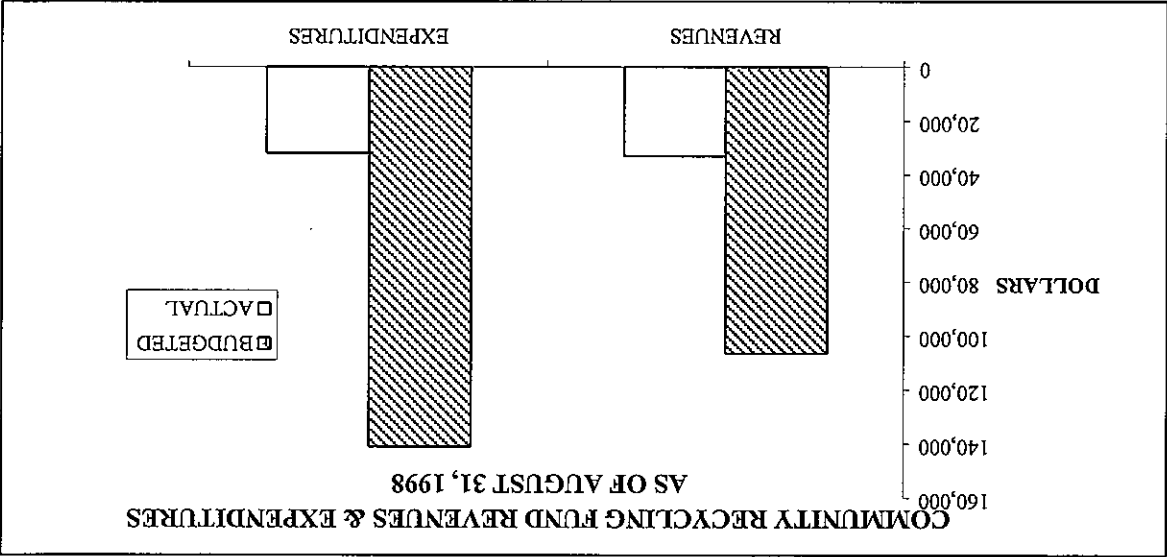 COMMUNITY RECYCLING FUND REVENUES & EXPENDITURES
AS OF AUGUST 31, 1998
160,000
140,000
120,000
100,000
80,000
60,000
40,000
20,000
0
DOLLARS
BUDGETED
ACTUAL
REVENUES
EXPENDITURES